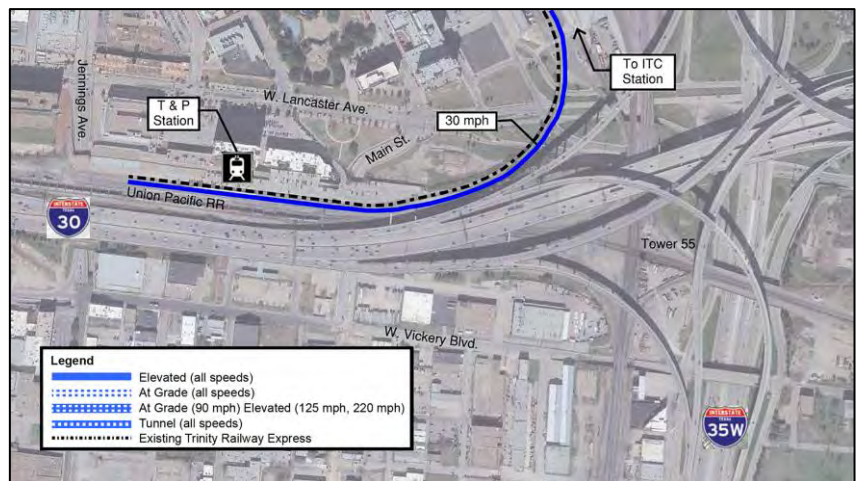 To ITC
Station
Jennings Ave.
T & P
Station
W. Lancaster Ave.
30 mph
Main St.
Union Pacific RR
INTERSTATE
TEXAS
30
Tower 55
W. Vickery Blvd.
Legend
Elevated (all speeds)
At Grade (all speeds)
At Grade (90 mph) Elevated (125 mph, 220 mph)
Tunnel (all speeds)
Existing Trinity Railway Express
INTERSTATE
TEXAS
35W